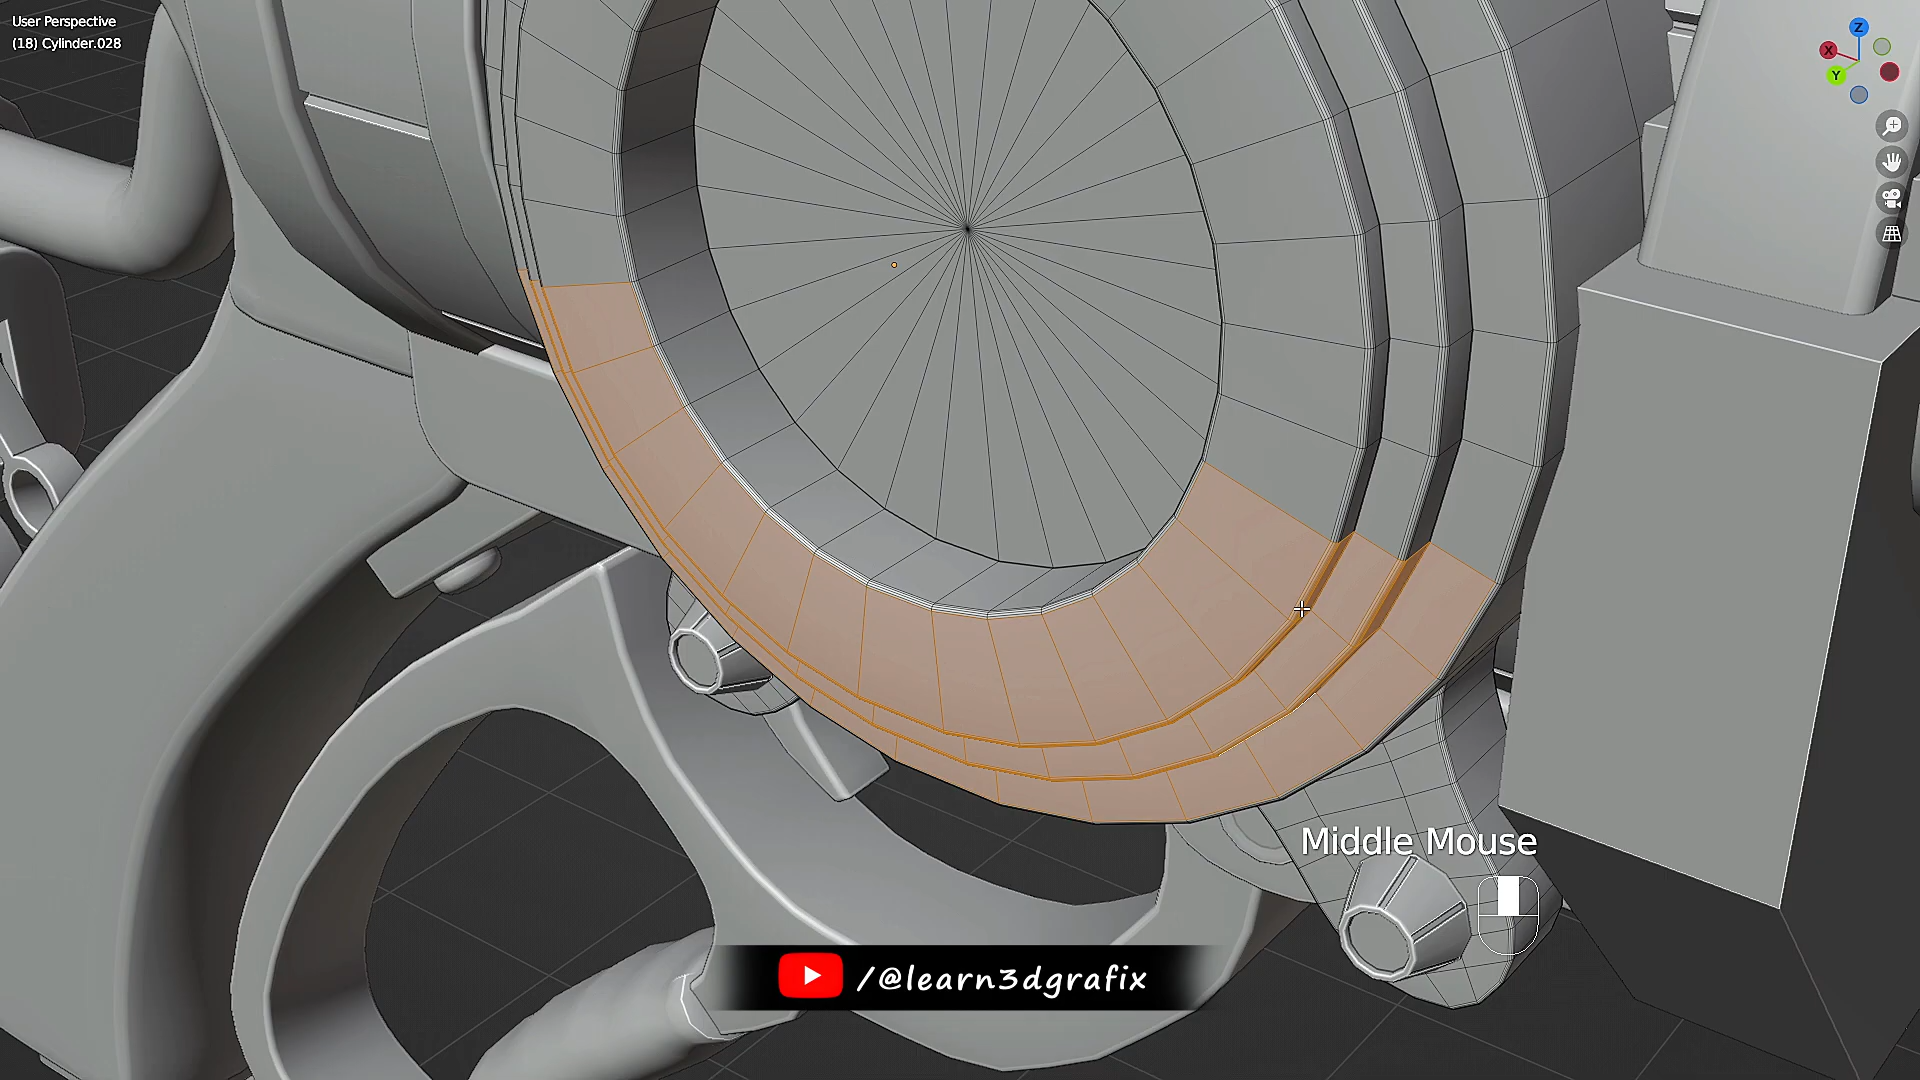 User Perspective
(18) Cylinder.028
Z
X
Y
Middle Mouse
/@learn3dgrafix